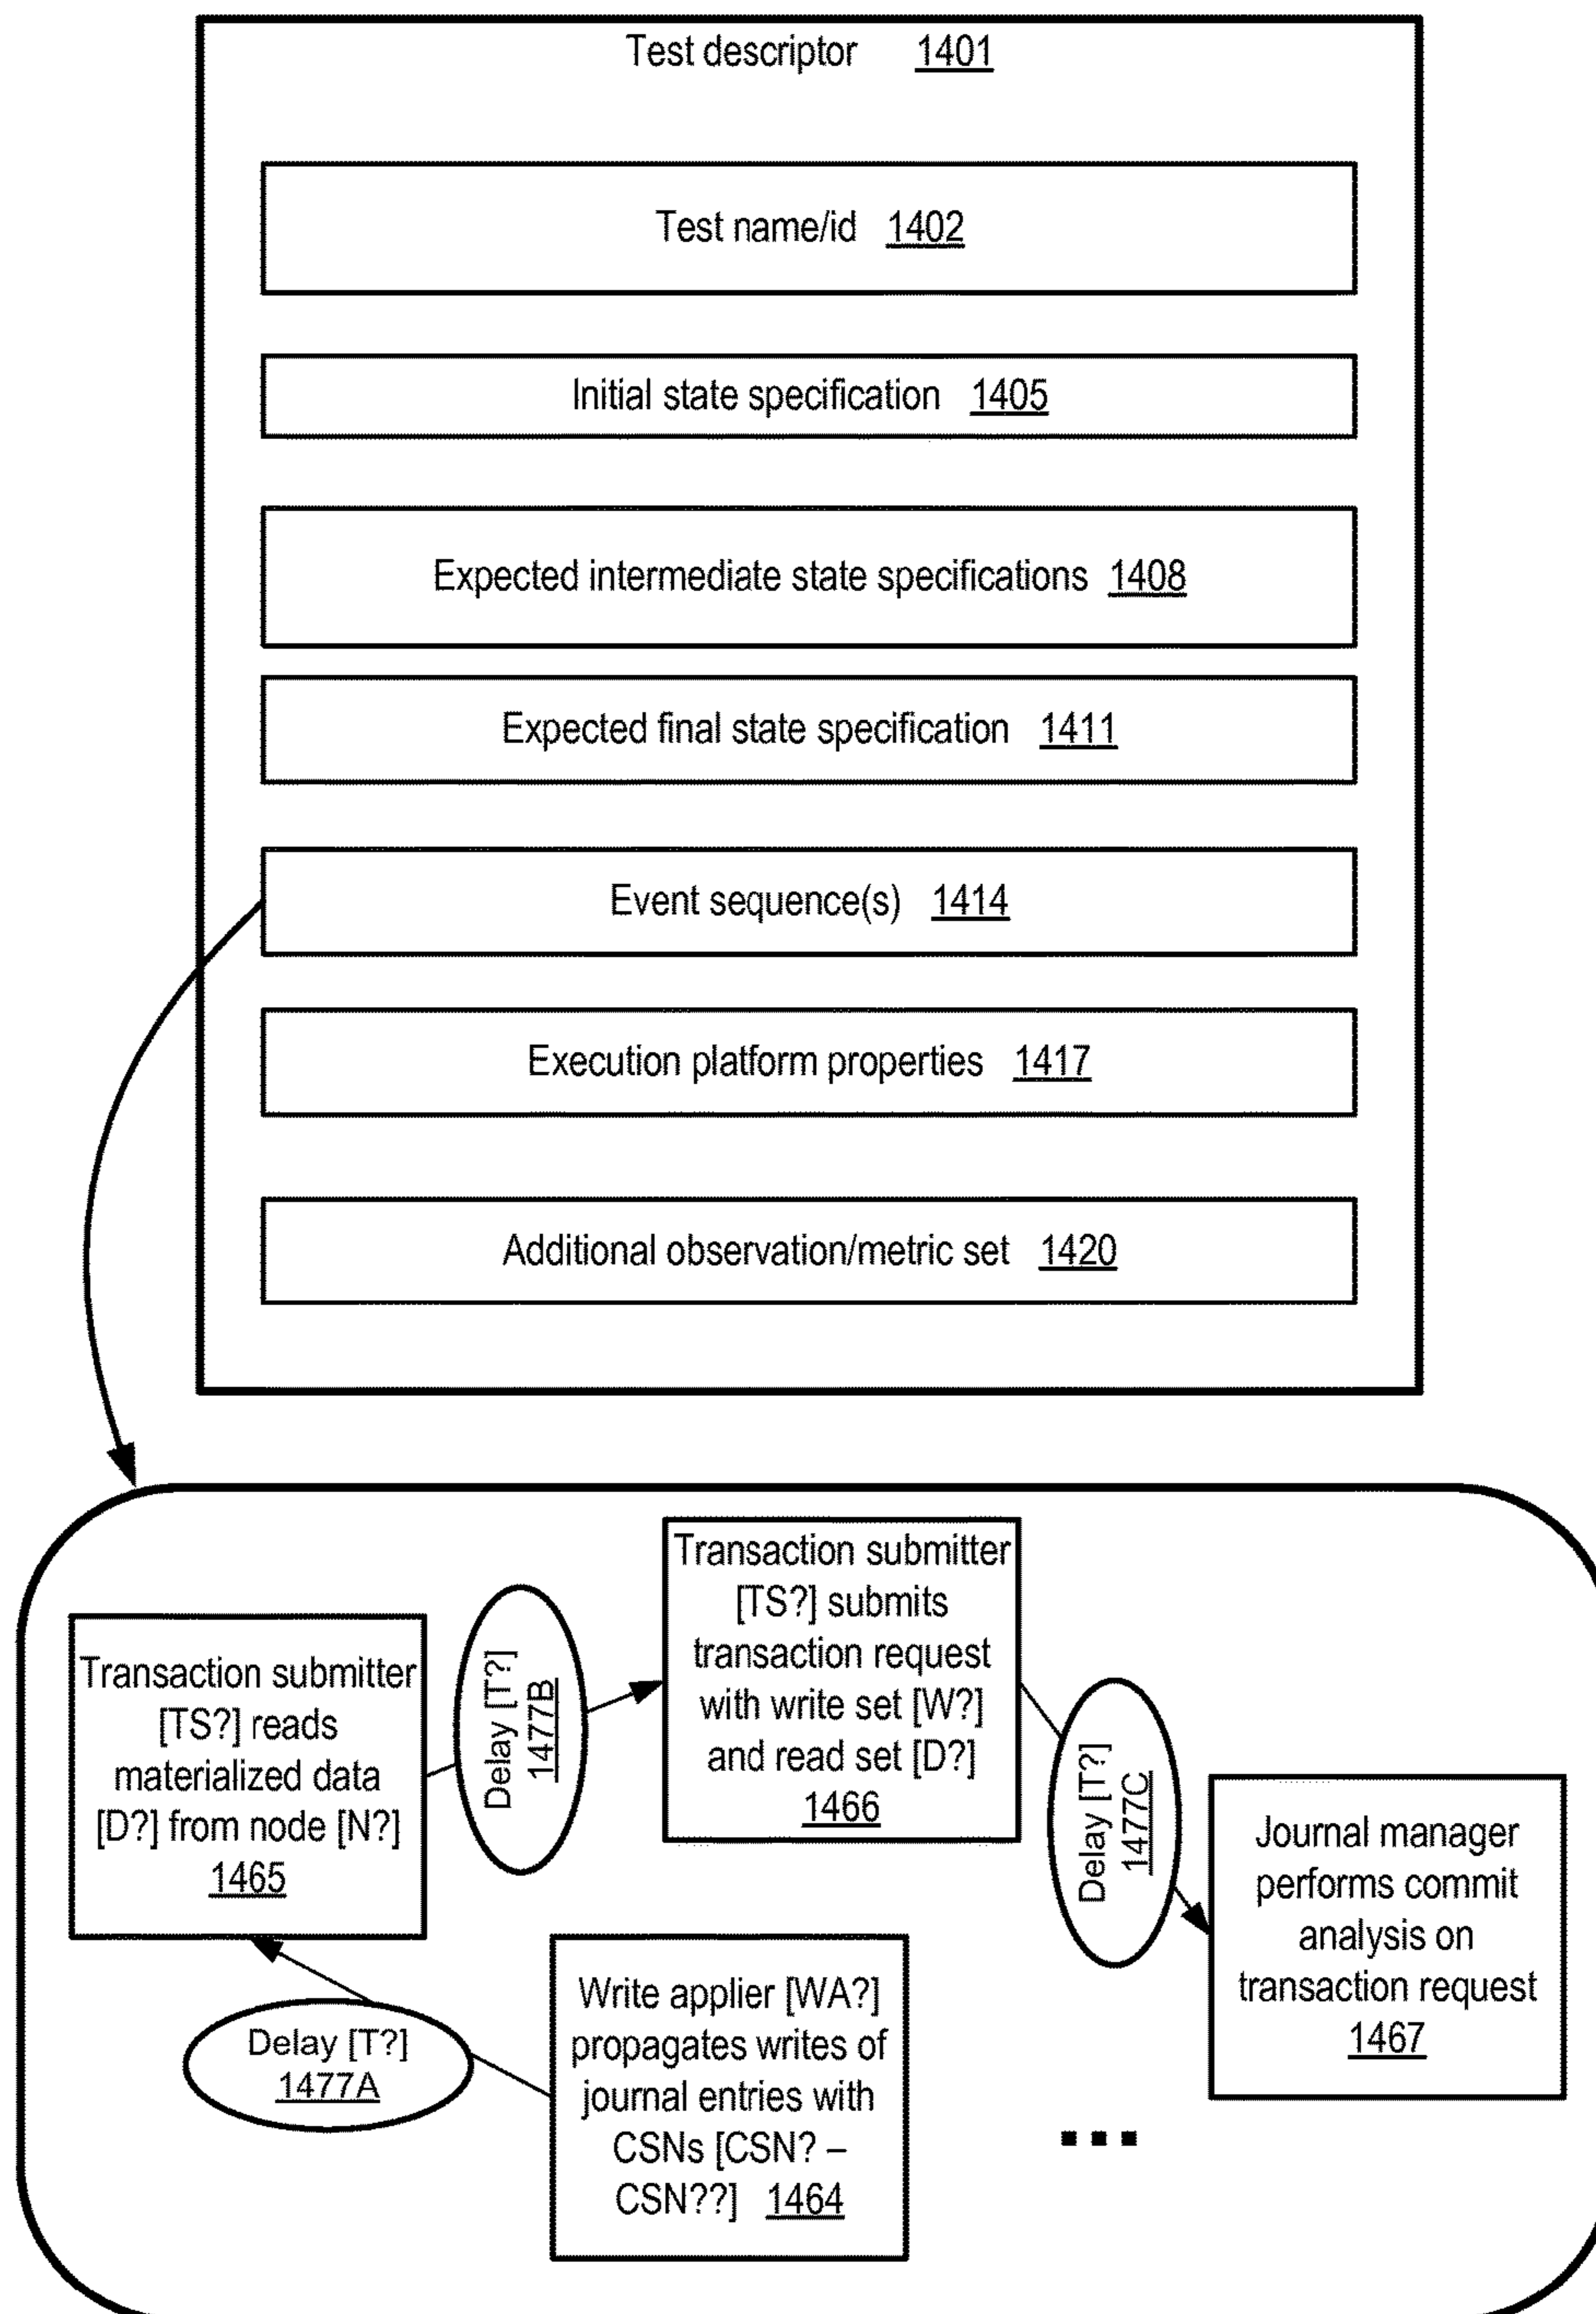 Test descriptor 1401
Test name/id 1402
Initial state specification 1405
Expected intermediate state specifications 1408
Expected final state specification 1411
Event sequence(s) 1414
Execution platform properties 1417
Additional observation/metric set 1420
Transaction submitter
[TS?] reads
materialized data
[D?] from node [N?]
1465
Delay [T?]
1477B
Transaction submitter
[TS?] submits
transaction request
with write set [W?]
and read set [D?]
1466
Delay [T?]
1477C
Journal manager
performs commit
analysis on
transaction request
1467
Delay [T?]
1477A
Write applier [WA?]
propagates writes of
journal entries with
CSNs [CSN? –
CSN??] 1464